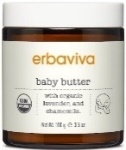 erbaviva
baby butter
with organic
lavender, and
chamomile.